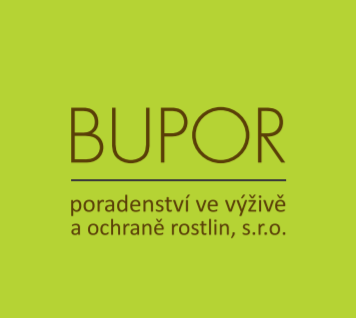 BUPOR
poradenství ve výživě
a ochraně rostlin, s.r.o.